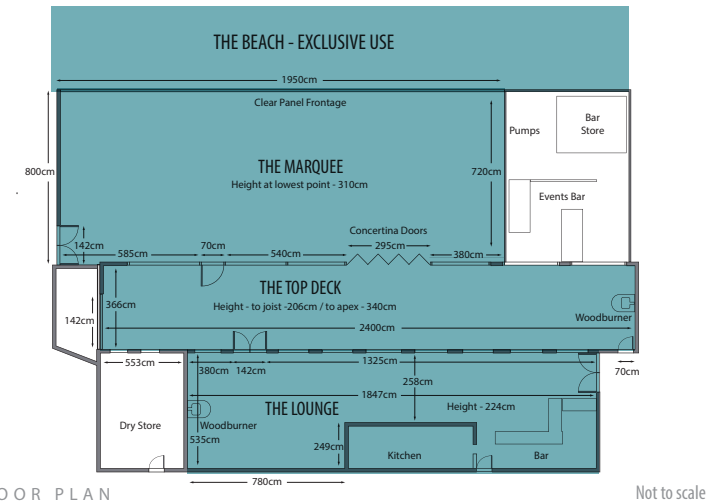 THE BEACH - EXCLUSIVE USE
1950cm
Clear Panel Frontage
Pumps
Bar
Store
800cm
THE MARQUEE
720cm
Height at lowest point - 310cm
Events Bar
142cm
Concertina Doors
585cm
70cm
540cm
295cm
380cm
THE TOP DECK
366cm
Height - to joist -206cm / to apex - 340cm
142cm
Woodburner
2400cm
553cm
380cm
142cm
1325cm
70cm
258cm
1847cm
THE LOUNGE
Height - 224cm
Dry Store
Woodburner
535cm
249cm
Kitchen
Bar
780cm
OOR PLAN
Not to scale